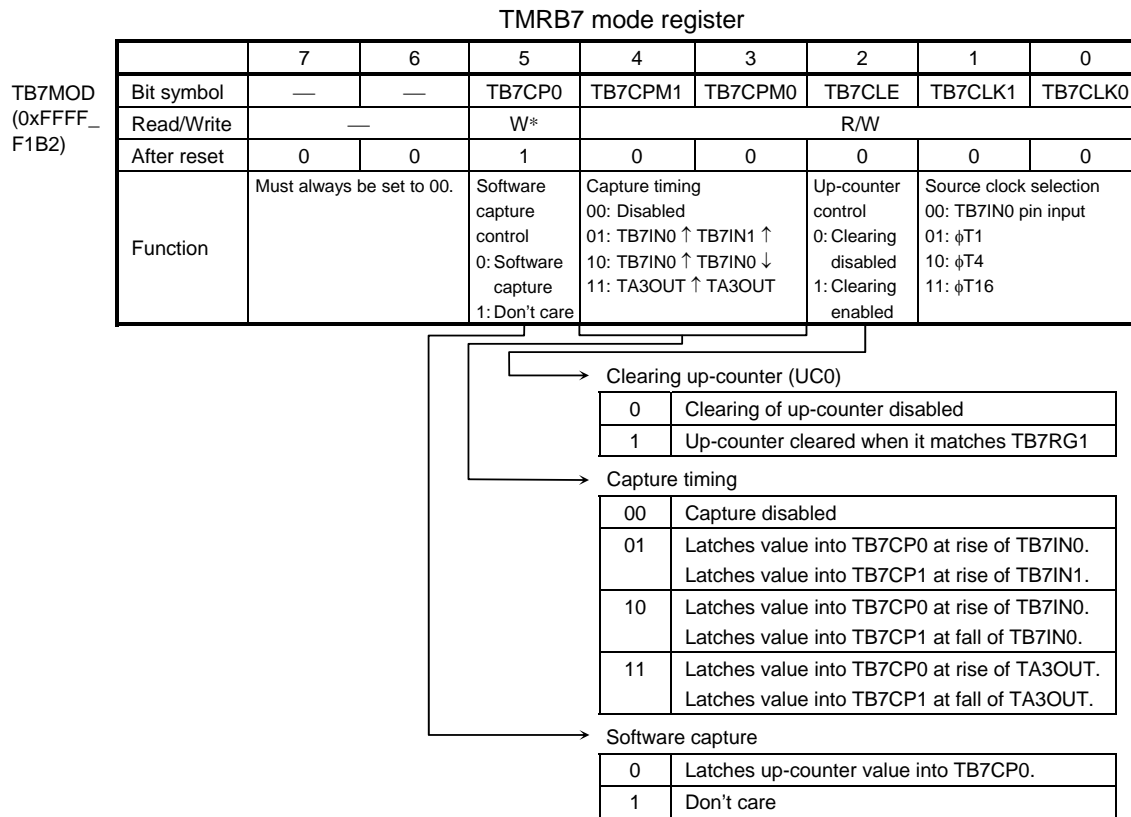 TMRB7 mode register
7 6 5 4 3 2 1 0
TB7MOD
(0xFFFF_
F1B2)
Bit symbol — — TB7CP0 TB7CPM1 TB7CPM0 TB7CLE TB7CLK1 TB7CLK0
Read/Write — W* R/W
After reset 0 0 1 0 0 0 0 0
Function
Must always be set to 00.
Software
capture
control
0: Software
capture
1: Don't care
Capture timing
00: Disabled
01: TB7IN0 ↑ TB7IN1 ↑
10: TB7IN0 ↑ TB7IN0 ↓
11: TA3OUT ↑ TA3OUT
Up-counter
control
0: Clearing
disabled
1: Clearing
enabled
Source clock selection
00: TB7IN0 pin input
01: ϕT1
10: ϕT4
11: ϕT16
Clearing up-counter (UC0)
0 Clearing of up-counter disabled
1 Up-counter cleared when it matches TB7RG1
Capture timing
00 Capture disabled
01 Latches value into TB7CP0 at rise of TB7IN0.
Latches value into TB7CP1 at rise of TB7IN1.
10 Latches value into TB7CP0 at rise of TB7IN0.
Latches value into TB7CP1 at fall of TB7IN0.
11 Latches value into TB7CP0 at rise of TA3OUT.
Latches value into TB7CP1 at fall of TA3OUT.
Software capture
0 Latches up-counter value into TB7CP0.
1 Don't care